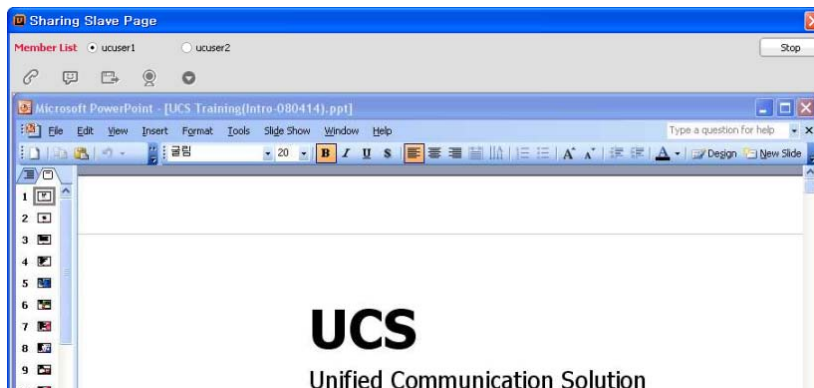 Sharing Slave Page
Member List ucuser1 ucuser2 Stop
Microsoft PowerPoint - [UCS Training(Intro-080414).ppt]
File Edit View Insert Format Tools Slide Show Window Help Type a question for help
굴림 20 B I U S A A A Design New Slide
1
2
3
4
5
6
7
8
9
UCS
Unified Communication Solution